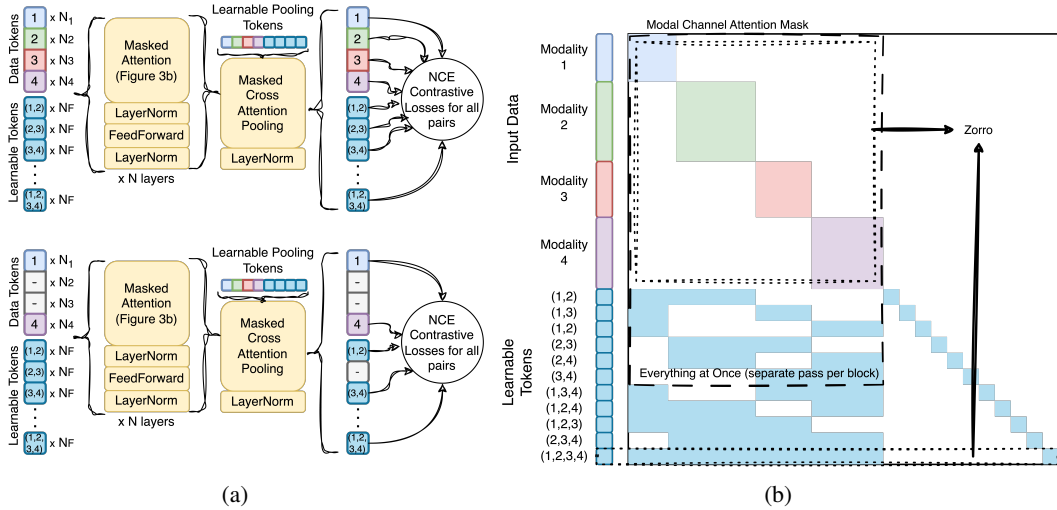 Data Tokens
Learnable Tokens
1 x N1
2 x N2
3 x N3
4 x N4
(1,2) x NF
(2,3) x NF
(3,4) x NF
(1,2,
3,4) x NF
Masked
Attention
(Figure 3b)
LayerNorm
FeedForward
LayerNorm
x N layers
Learnable Pooling
Tokens
Masked
Cross
Attention
Pooling
LayerNorm
1
2
3
4
(1,2)
(2,3)
(3,4)
(1,2,
3,4)
NCE
Contrastive
Losses for all
pairs
Data Tokens
Learnable Tokens
1 x N1
- x N2
- x N3
4 x N4
(1,2) x NF
(2,3) x NF
(3,4) x NF
(1,2,
3,4) x NF
Masked
Attention
(Figure 3b)
LayerNorm
FeedForward
LayerNorm
x N layers
Learnable Pooling
Tokens
Masked
Cross
Attention
Pooling
LayerNorm
1
-
-
4
(1,2)
-
(3,4)
(1,2,
3,4)
NCE
Contrastive
Losses for all
pairs
(a)
Modal Channel Attention Mask
Input Data
Modality
1
Modality
2
Modality
3
Modality
4
Zorro
Learnable
Tokens
(1,2)
(1,3)
(1,2)
(2,3)
(2,4)
(3,4)
(1,3,4)
(1,2,4)
(1,2,3)
(2,3,4)
(1,2,3,4)
Everything at Once (separate pass per block)
(b)